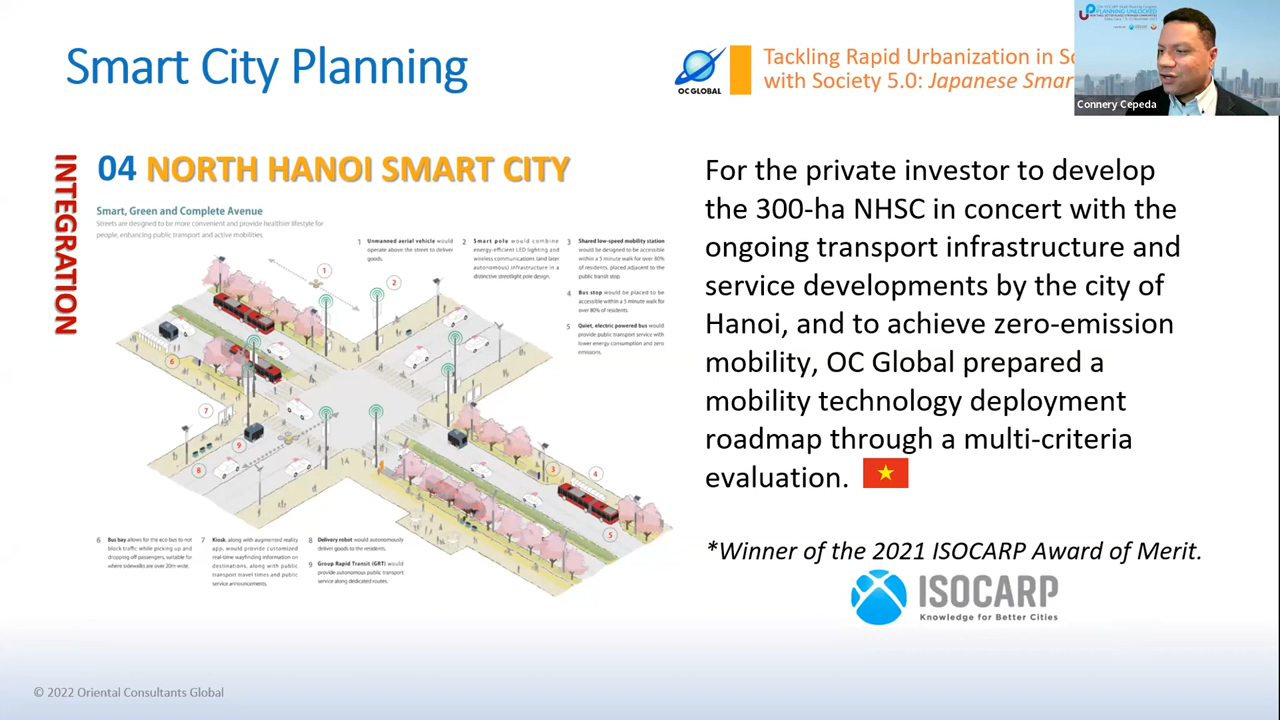 Smart City Planning
OC GLOBAL
Tackling Rapid Urbanization in
with Society 5.0: Japanese Smar
PLANNING UNLOCKED
Connery Cepeda
INTEGRATION
04 NORTH HANOI SMART CITY
Smart, Green and Complete Avenue
Streets are designed to be more convenient and provide healthier lifestyle for
people, enhancing public transport and active mobilities.
1 Unmanned aerial vehicle would
operate above the street to deliver
goods.
2 Smart pole would combine
energy-efficient LED lighting and
wireless communications (and later
autonomous) infrastructure in a
distinctive streetlight pole design.
3 Shared low-speed mobility station
would be designed to be accessible
within a 5-minute walk for over 80%
of residents, placed adjacent to the
public transit stop
4 Bus stop would be placed to be
accessible within a 5 minute walk for
over 80% of residents.
5 Quiet, electric powered bus would
provide public transport service with
lower energy consumption and zero
emissions.
1
2
6
7
9
8
3
4
5
6 Bus bay allows for the eco bus to not
block traffic while picking up and
dropping off passengers, suitable for
where sidewalks are over 20m wide.
7 Kiosk, along with augmented reality
app, would provide customized
real-time wayfinding information on
destinations, along with public
transport travel times and public
service announcements.
8 Delivery robot would autonomously
deliver goods to the residents.
9 Group Rapid Transit (GRT) would
provide autonomous public transport
service along dedicated routes.
For the private investor to develop
the 300-ha NHSC in concert with the
ongoing transport infrastructure and
service developments by the city of
Hanoi, and to achieve zero-emission
mobility, OC Global prepared a
mobility technology deployment
roadmap through a multi-criteria
evaluation.
*Winner of the 2021 ISOCARP Award of Merit.
ISOCARP
Knowledge for Better Cities
© 2022 Oriental Consultants Global